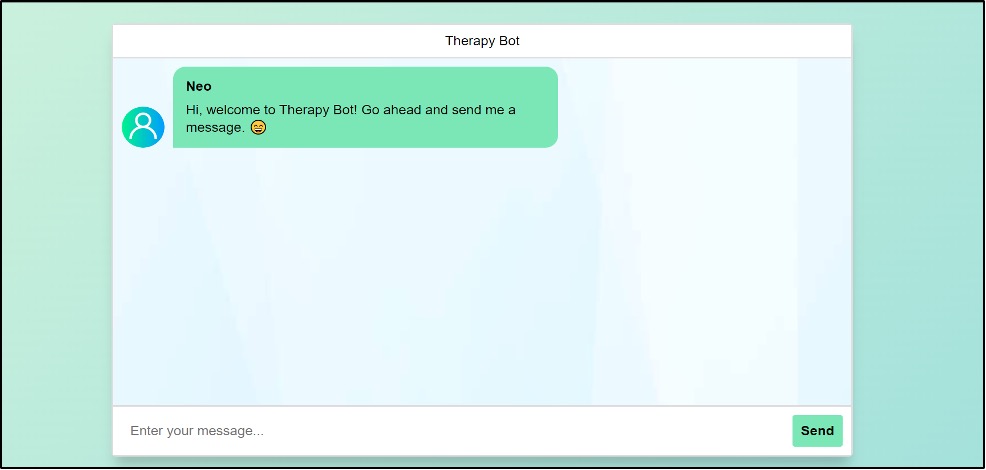 Therapy Bot
Neo
Hi, welcome to Therapy Bot! Go ahead and send me a
message. 😄
Enter your message...
Send